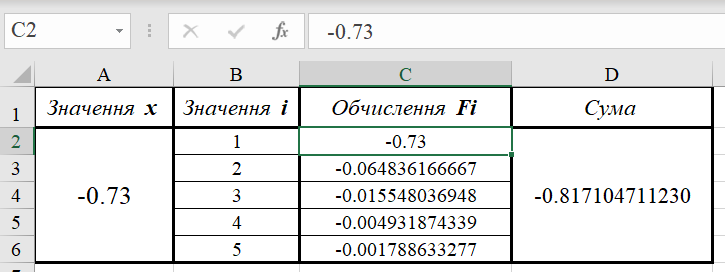 C2 fx -0.73
A B C D
1 Значення x Значення i Обчислення Fi Сума
2 1 -0.73
3 2 -0.064836166667
4 -0.73 3 -0.015548036948 -0.817104711230
5 4 -0.004931874339
6 5 -0.001788633277